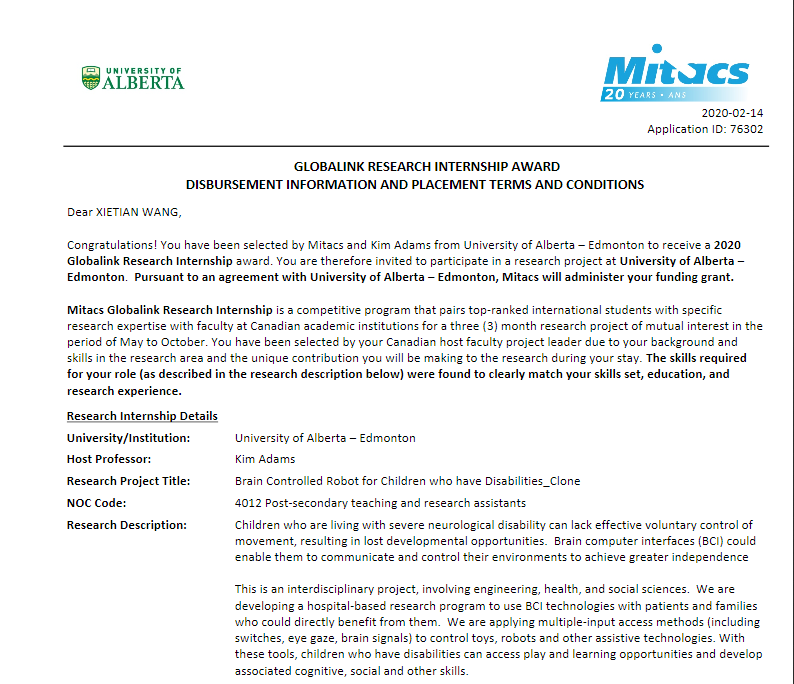 UNIVERSITY OF
ALBERTA
Mitacs
20 YEARS • ANS
2020-02-14
Application ID: 76302
GLOBALINK RESEARCH INTERNSHIP AWARD
DISBURSEMENT INFORMATION AND PLACEMENT TERMS AND CONDITIONS
Dear XIETIAN WANG,
Congratulations! You have been selected by Mitacs and Kim Adams from University of Alberta – Edmonton to receive a 2020
Globalink Research Internship award. You are therefore invited to participate in a research project at University of Alberta –
Edmonton. Pursuant to an agreement with University of Alberta – Edmonton, Mitacs will administer your funding grant.
Mitacs Globalink Research Internship is a competitive program that pairs top-ranked international students with specific
research expertise with faculty at Canadian academic institutions for a three (3) month research project of mutual interest in the
period of May to October. You have been selected by your Canadian host faculty project leader due to your background and
skills in the research area and the unique contribution you will be making to the research during your stay. The skills required
for your role (as described in the research description below) were found to clearly match your skills set, education, and
research experience.
Research Internship Details
University/Institution: University of Alberta – Edmonton
Host Professor: Kim Adams
Research Project Title: Brain Controlled Robot for Children who have Disabilities_Clone
NOC Code: 4012 Post-secondary teaching and research assistants
Research Description: Children who are living with severe neurological disability can lack effective voluntary control of
movement, resulting in lost developmental opportunities. Brain computer interfaces (BCI) could
enable them to communicate and control their environments to achieve greater independence
This is an interdisciplinary project, involving engineering, health, and social sciences. We are
developing a hospital-based research program to use BCI technologies with patients and families
who could directly benefit from them. We are applying multiple-input access methods (including
switches, eye gaze, brain signals) to control toys, robots and other assistive technologies. With
these tools, children who have disabilities can access play and learning opportunities and develop
associated cognitive, social and other skills.